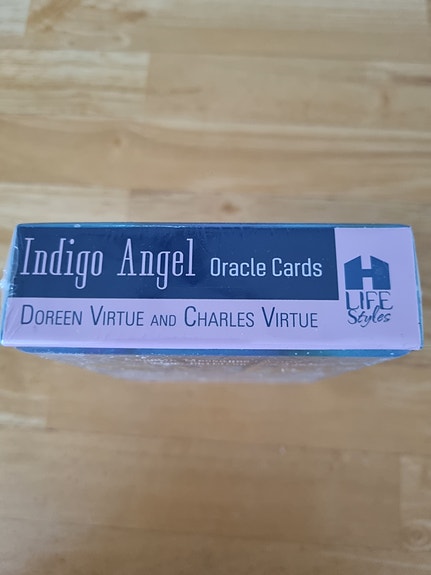 Indigo Angel Oracle Cards
DOREEN VIRTUE AND CHARLES VIRTUE
H
LIFE
Styles